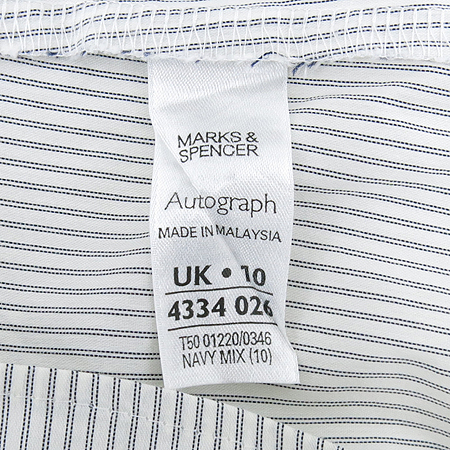 MARKS &
SPENCER
Autograph
MADE IN MALAYSIA
UK • 10
4334 026
T50 01220/0346
NAVY MIX (10)